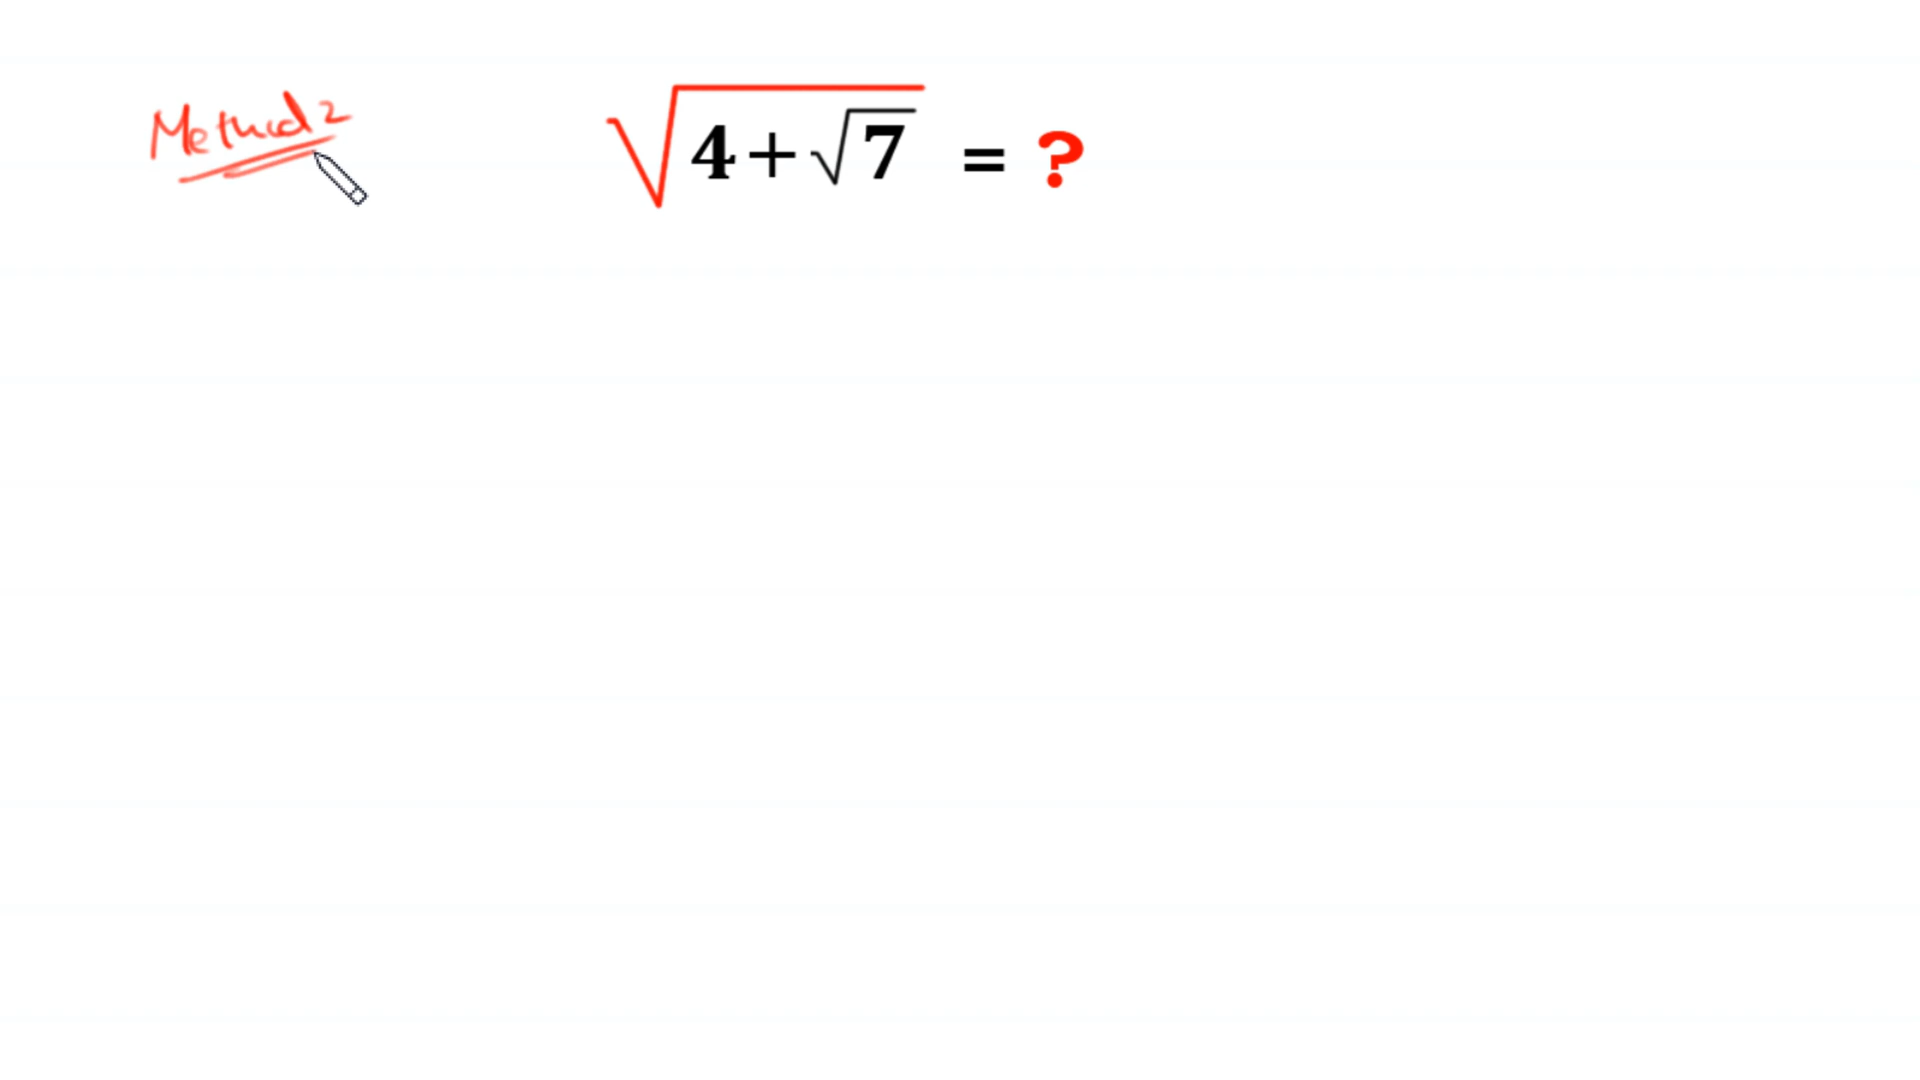 Method 2
√4+√7 = ?